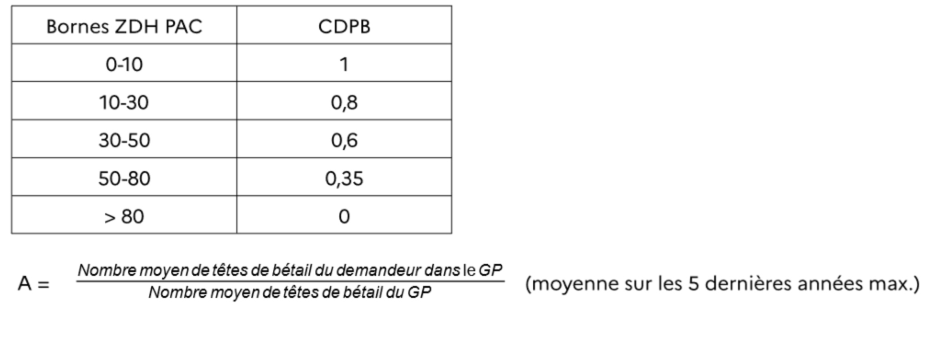 Bornes ZDH PAC CDPB
0-10 1
10-30 0,8
30-50 0,6
50-80 0,35
> 80 0
A = Nombre moyen de têtes de bétail du demandeur dans le GP (moyenne sur les 5 dernières années max.)
Nombre moyen de têtes de bétail du GP